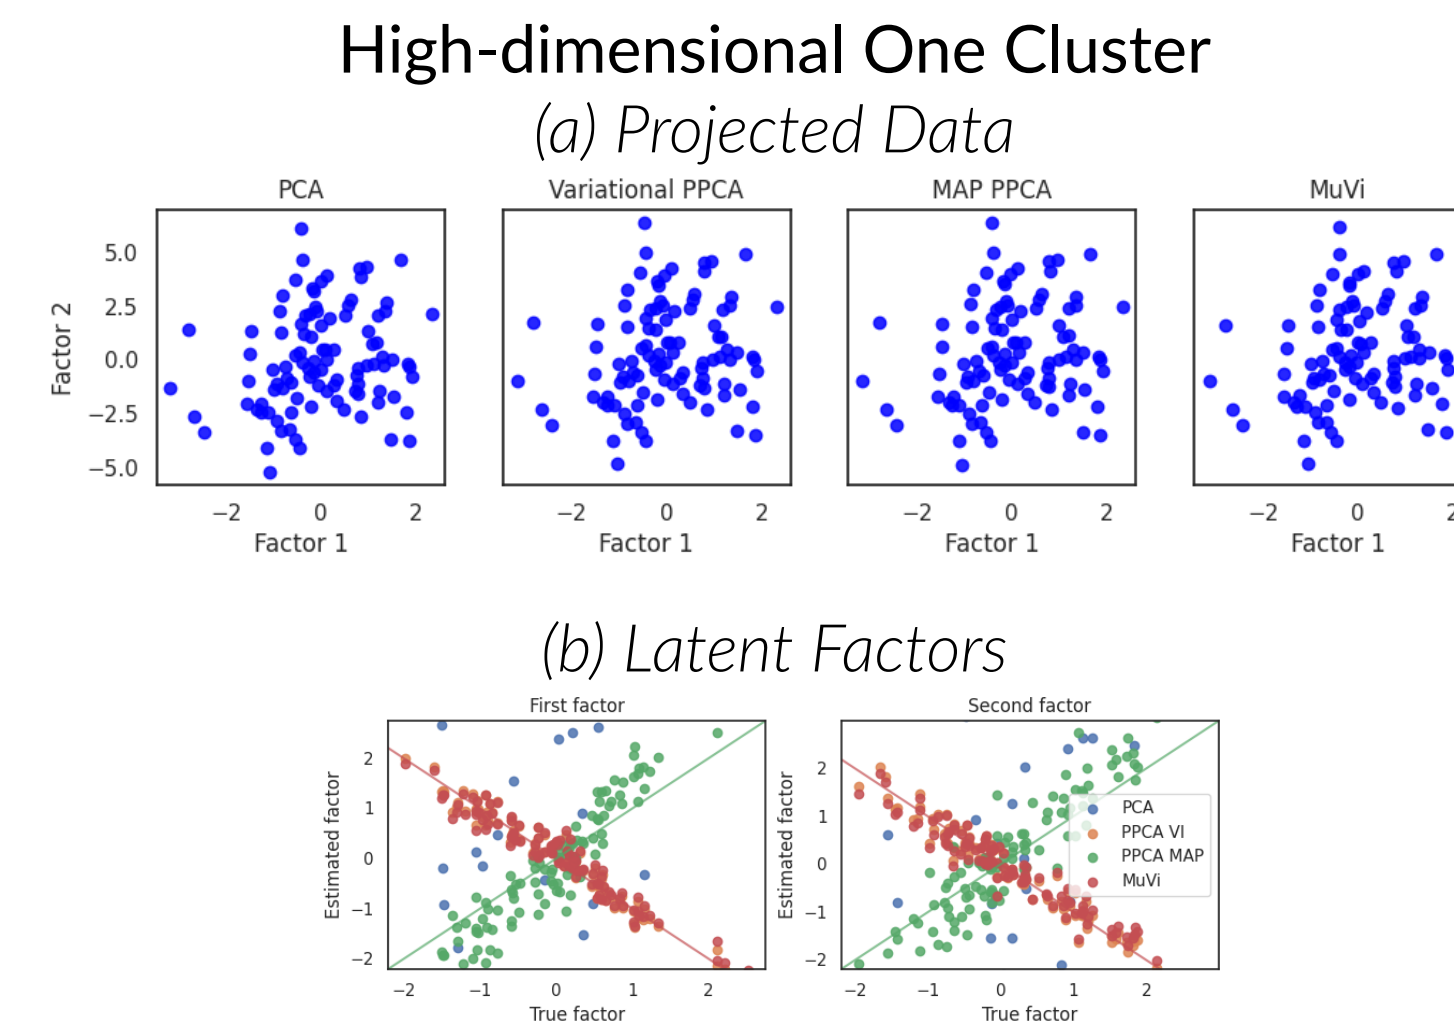 High-dimensional One Cluster
(a) Projected Data
PCA
Variational PPCA
MAP PPCA
MuVi
Factor 2
5.0
2.5
0.0
−2.5
−5.0
−2 0 2
−2 0 2
−2 0 2
−2 0 2
Factor 1
Factor 1
Factor 1
Factor 1
(b) Latent Factors
First factor
Second factor
Estimated factor
2
1
0
−1
−2
−2 −1 0 1 2
True factor
Estimated factor
2
1
0
−1
−2
PCA
PPCA VI
PPCA MAP
MuVi
−2 −1 0 1 2
True factor